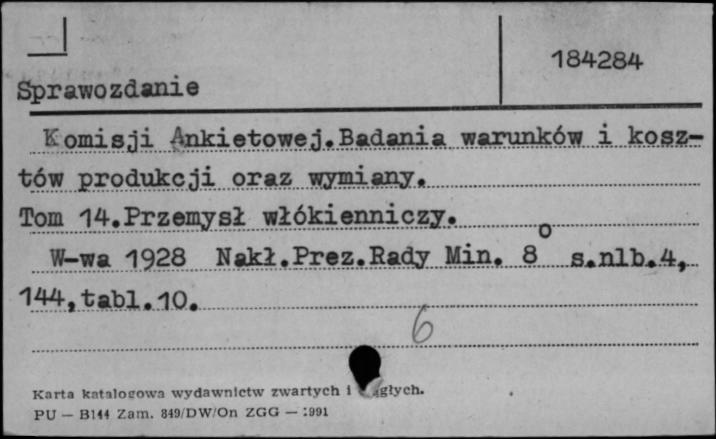 184284
Sprawozdanie
Komisji Ankietowej.Badania warunków i kosz-
tów produkcji oraz wymiany.
Tom 14.Przemysł włókienniczy.
W-wa 1928 Nakł.Prez.Rady Min. 8° s.nlb.4,
144,tabl.10.
6
Karta katalogowa wydawnictw zwartych i
PU — B144 Zam. 849/DW/On ZGG — 1991